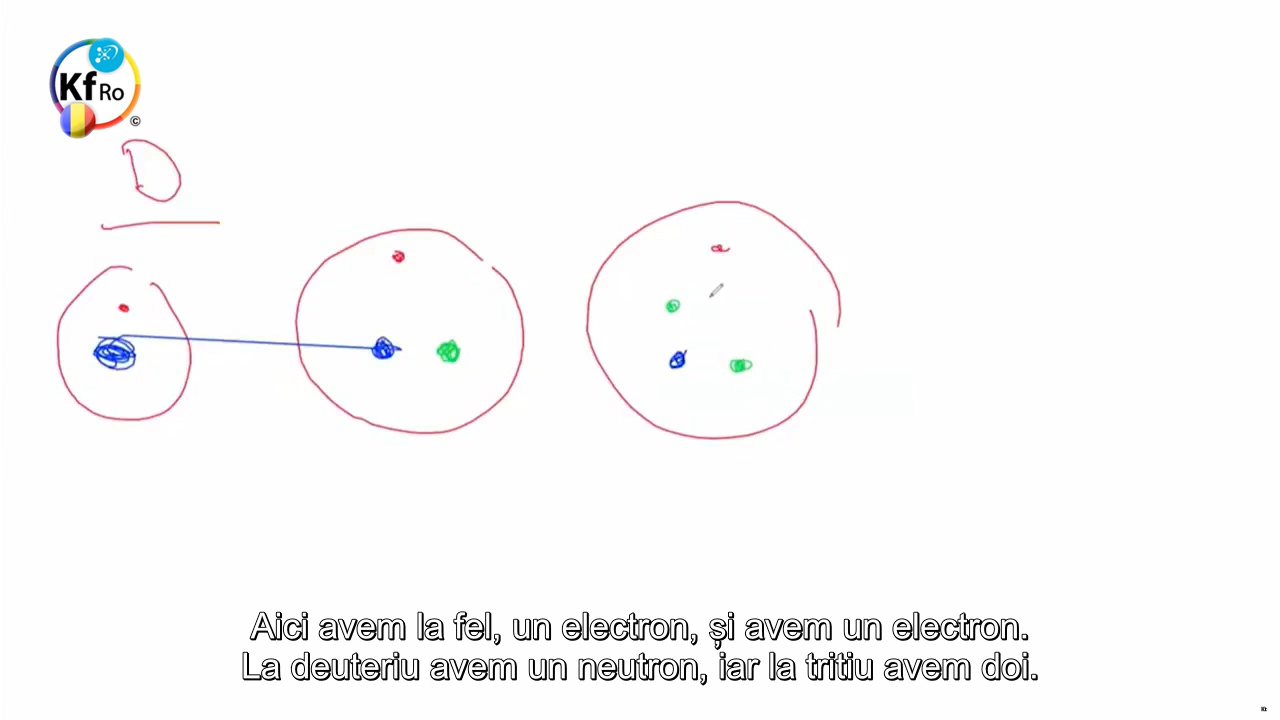 Kf Ro
©
D
Aici avem la fel, un electron, și avem un electron.
La deuteriu avem un neutron, iar la tritiu avem doi.